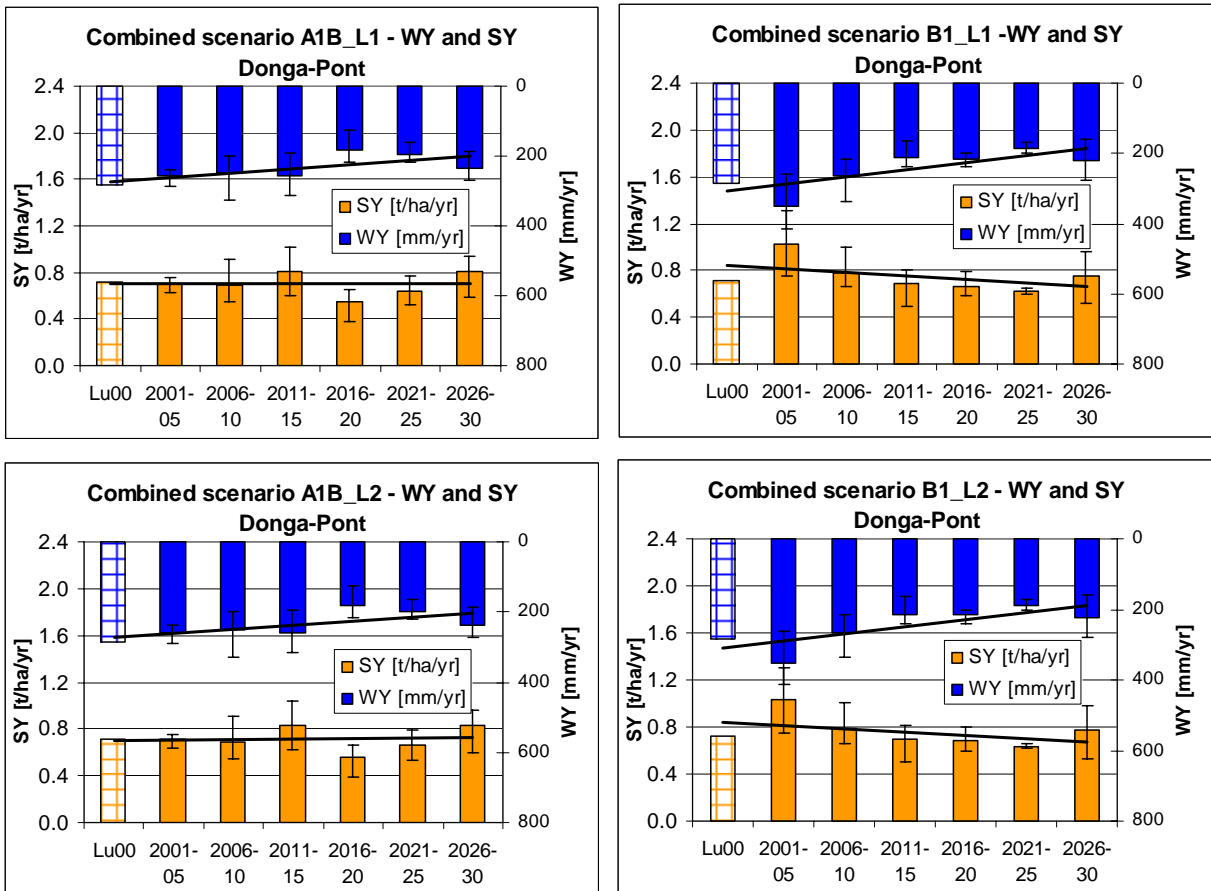 Combined scenario A1B_L1 - WY and SY
Donga-Pont
2.4
2.0
1.6
1.2
0.8
0.4
0.0
SY [t/ha/yr]
0
200
400
600
800
WY [mm/yr]
SY [t/ha/yr]
WY [mm/yr]
Lu00 2001- 2006- 2011- 2016- 2021- 2026-
05 10 15 20 25 30
Combined scenario B1_L1 -WY and SY
Donga-Pont
2.4
2.0
1.6
1.2
0.8
0.4
0.0
SY [t/ha/yr]
0
200
400
600
800
WY [mm/yr]
SY [t/ha/yr]
WY [mm/yr]
Lu00 2001- 2006- 2011- 2016- 2021- 2026-
05 10 15 20 25 30
Combined scenario A1B_L2 - WY and SY
Donga-Pont
2.4
2.0
1.6
1.2
0.8
0.4
0.0
SY [t/ha/yr]
0
200
400
600
800
WY [mm/yr]
SY [t/ha/yr]
WY [mm/yr]
Lu00 2001- 2006- 2011- 2016- 2021- 2026-
05 10 15 20 25 30
Combined scenario B1_L2 - WY and SY
Donga-Pont
2.4
2.0
1.6
1.2
0.8
0.4
0.0
SY [t/ha/yr]
0
200
400
600
800
WY [mm/yr]
SY [t/ha/yr]
WY [mm/yr]
Lu00 2001- 2006- 2011- 2016- 2021- 2026-
05 10 15 20 25 30